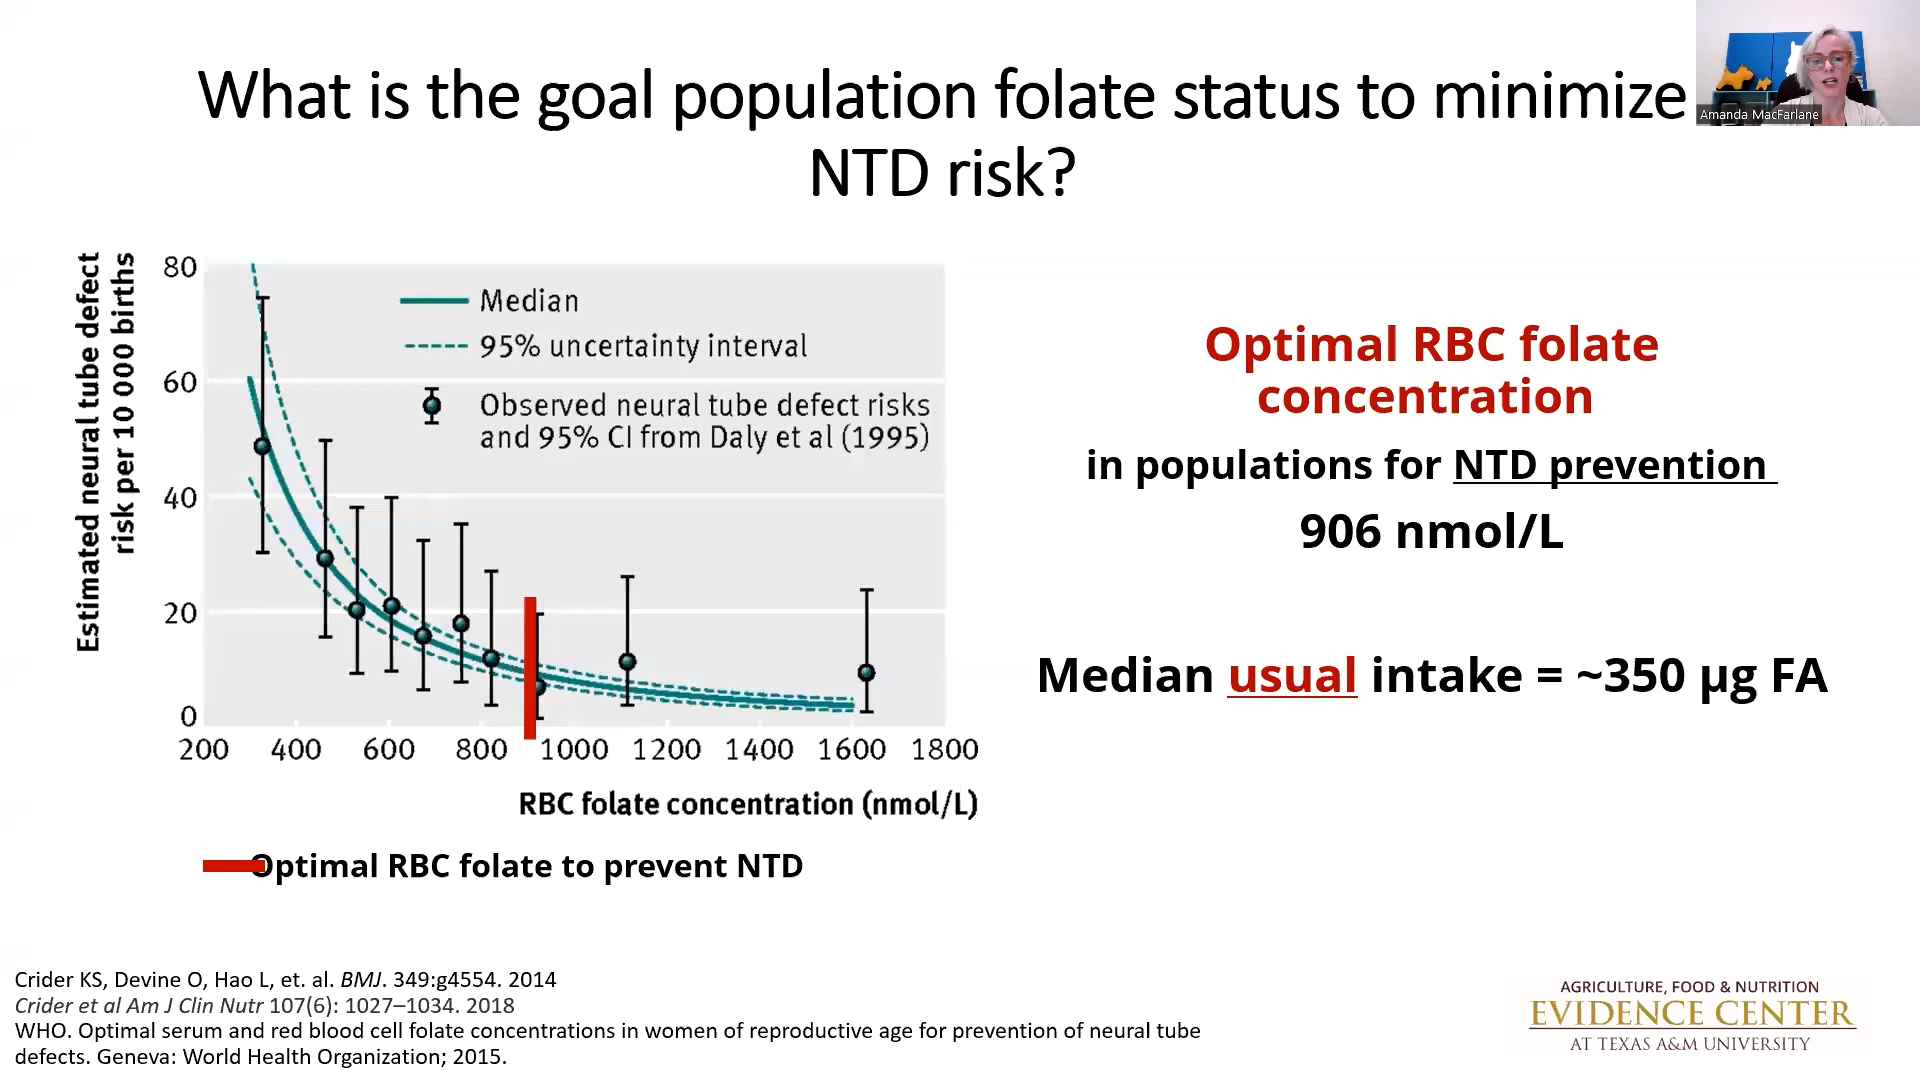 What is the goal population folate status to minimize
NTD risk?
Amanda MacFarlane
Estimated neural tube defect
risk per 10 000 births
80
60
40
20
0
Median
95% uncertainty interval
Observed neural tube defect risks
and 95% CI from Daly et al (1995)
200 400 600 800 1000 1200 1400 1600 1800
RBC folate concentration (nmol/L)
Optimal RBC folate to prevent NTD
Optimal RBC folate
concentration
in populations for NTD prevention
906 nmol/L
Median usual intake = ~350 µg FA
Crider KS, Devine O, Hao L, et. al. BMJ. 349:g4554. 2014
Crider et al Am J Clin Nutr 107(6): 1027–1034. 2018
WHO. Optimal serum and red blood cell folate concentrations in women of reproductive age for prevention of neural tube
defects. Geneva: World Health Organization; 2015.
AGRICULTURE, FOOD & NUTRITION
EVIDENCE CENTER
AT TEXAS A&M UNIVERSITY